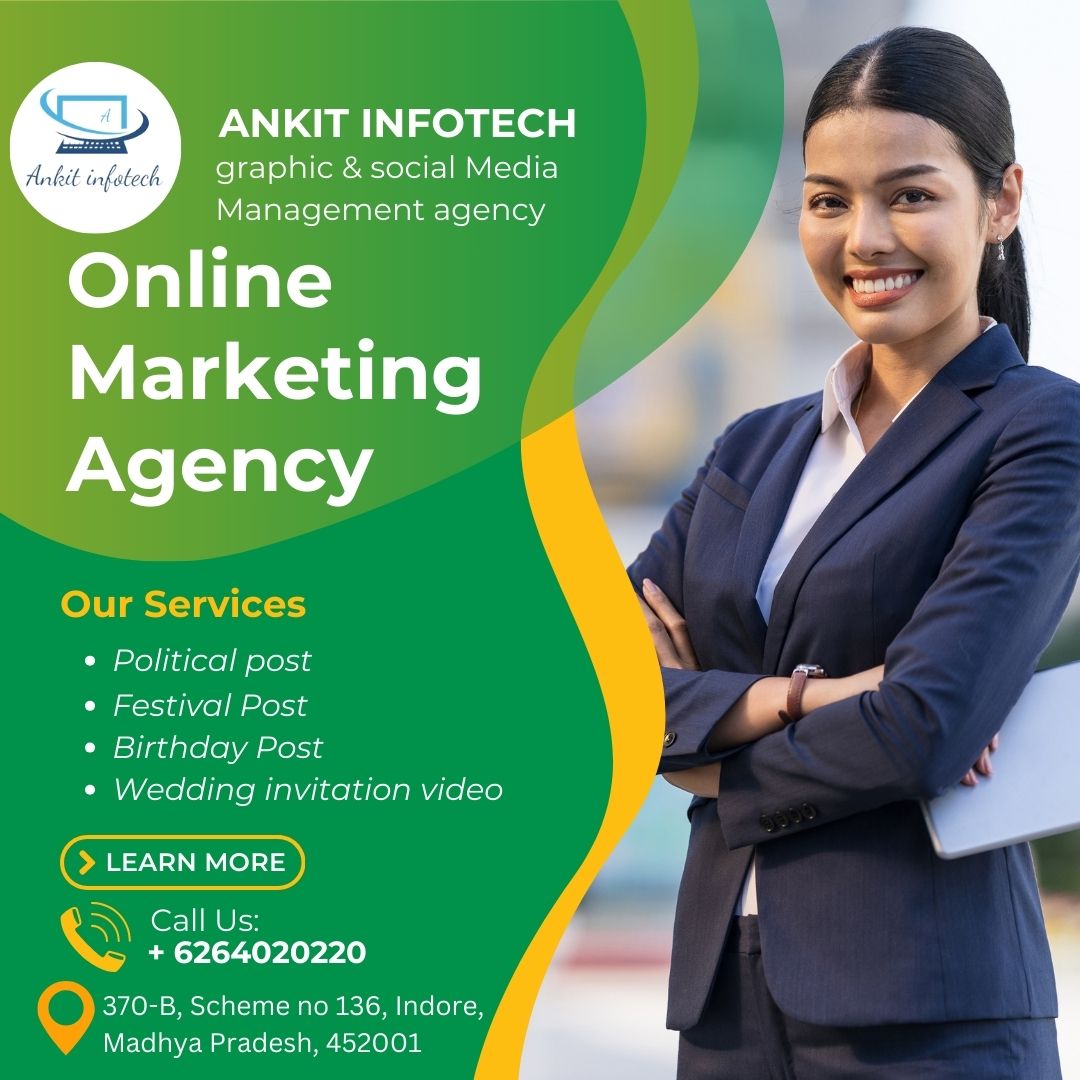 A
Ankit infotech
ANKIT INFOTECH
graphic & social Media
Management agency
Online
Marketing
Agency
Our Services
• Political post
• Festival Post
• Birthday Post
• Wedding invitation video
LEARN MORE
Call Us:
+ 6264020220
370-B, Scheme no 136, Indore,
Madhya Pradesh, 452001